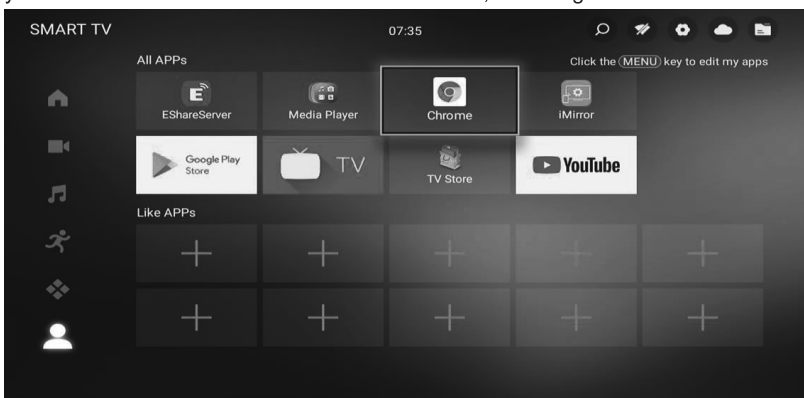 SMART TV 07:35
All APPs Click the MENU key to edit my apps
EShareServer Media Player Chrome iMirror
Google Play
Store
TV
TV Store
YouTube
Like APPs